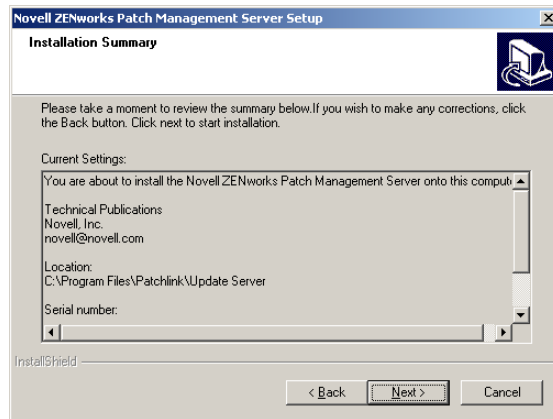 Novell ZENworks Patch Management Server Setup
Installation Summary
Please take a moment to review the summary below.If you wish to make any corrections, click
the Back button. Click next to start installation.
Current Settings:
You are about to install the Novell ZENworks Patch Management Server onto this
Technical Publications
Novell, Inc.
novell@novell.com
Location:
C:\Program Files\Patchlink\Update Server
Serial number:
InstallShield
< Back
Next >
Cancel